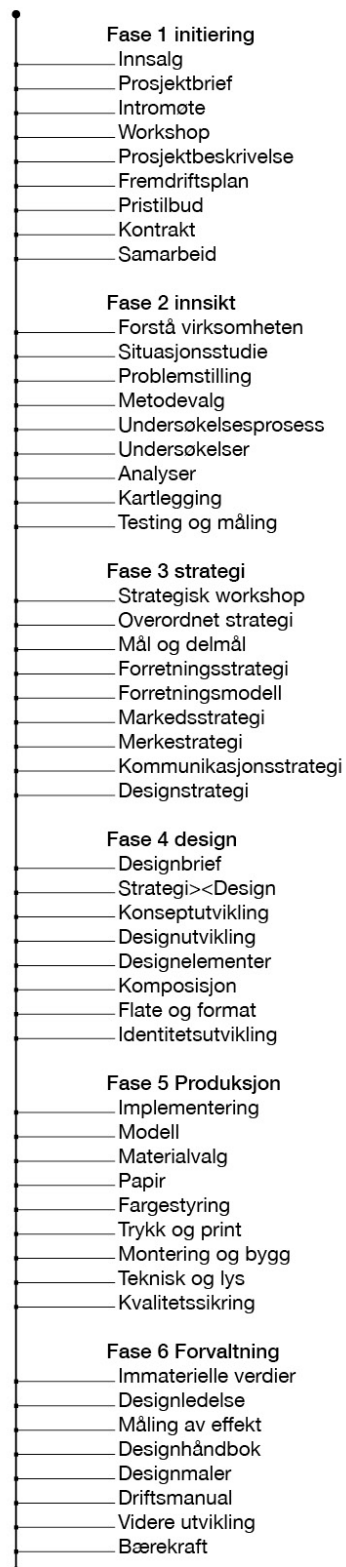 Fase 1 initiering
Innsalg
Prosjektbrief
Intromøte
Workshop
Prosjektbeskrivelse
Fremdriftsplan
Pristilbud
Kontrakt
Samarbeid
Fase 2 innsikt
Forstå virksomheten
Situasjonsstudie
Problemstilling
Metodevalg
Undersøkelsesprosess
Undersøkelser
Analyser
Kartlegging
Testing og måling
Fase 3 strategi
Strategisk workshop
Overordnet strategi
Mål og delmål
Forretningsstrategi
Forretningsmodell
Markedsstrategi
Merkestrategi
Kommunikasjonsstrategi
Designstrategi
Fase 4 design
Designbrief
Strategi><Design
Konseptutvikling
Designutvikling
Designelementer
Komposisjon
Flate og format
Identitetsutvikling
Fase 5 Produksjon
Implementering
Modell
Materialvalg
Papir
Fargestyring
Trykk og print
Montering og bygg
Teknisk og lys
Kvalitetssikring
Fase 6 Forvaltning
Immaterielle verdier
Designledelse
Måling av effekt
Designhåndbok
Designmaler
Driftsmanual
Videre utvikling
Bærekraft